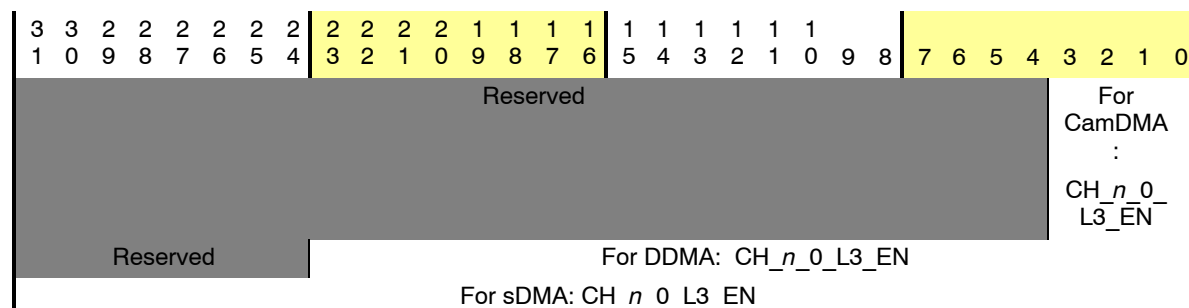 3 3 2 2 2 2 2 2 2 2 2 2 1 1 1 1 1 1 1 1 1 1
1 0 9 8 7 6 5 4 3 2 1 0 9 8 7 6 5 4 3 2 1 0 9 8 7 6 5 4 3 2 1 0
Reserved For
CamDMA
:
CH_n_0_
L3_EN
Reserved For DDMA: CH_n_0_L3_EN
For sDMA: CH_n_0_L3_EN